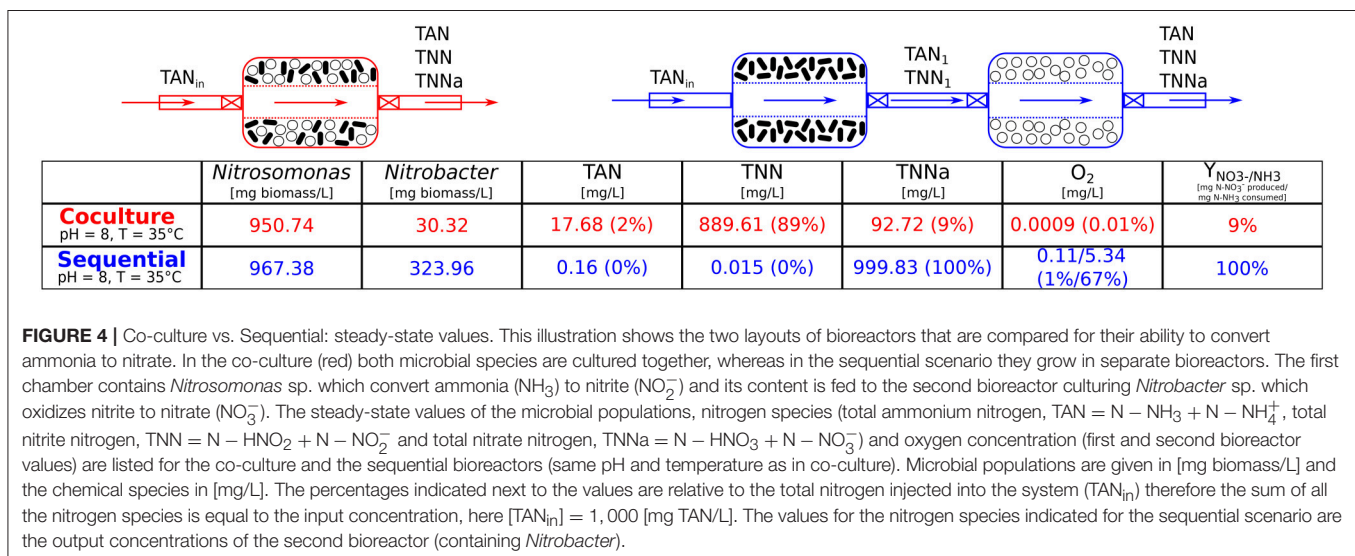 TAN
TNN
TNNa
TANin
TANin
TAN1
TNN1
TAN
TNN
TNNa
Nitrosomonas [mg biomass/L] Nitrobacter [mg biomass/L] TAN [mg/L] TNN [mg/L] TNNa [mg/L] O2 [mg/L] YNO3-/NH3 [mg N-NO3- produced/ mg N-NH3 consumed]
Coculture pH = 8, T = 35°C 950.74 30.32 17.68 (2%) 889.61 (89%) 92.72 (9%) 0.0009 (0.01%) 9%
Sequential pH = 8, T = 35°C 967.38 323.96 0.16 (0%) 0.015 (0%) 999.83 (100%) 0.11/5.34 (1%/67%) 100%
FIGURE 4 | Co-culture vs. Sequential: steady-state values. This illustration shows the two layouts of bioreactors that are compared for their ability to convert
ammonia to nitrate. In the co-culture (red) both microbial species are cultured together, whereas in the sequential scenario they grow in separate bioreactors. The first
chamber contains Nitrosomonas sp. which convert ammonia (NH3) to nitrite (NO2−) and its content is fed to the second bioreactor culturing Nitrobacter sp. which
oxidizes nitrite to nitrate (NO3−). The steady-state values of the microbial populations, nitrogen species (total ammonium nitrogen, TAN = N − NH3 + N − NH4+, total
nitrite nitrogen, TNN = N − HNO2 + N − NO2− and total nitrate nitrogen, TNNa = N − HNO3 + N − NO3−) and oxygen concentration (first and second bioreactor
values) are listed for the co-culture and the sequential bioreactors (same pH and temperature as in co-culture). Microbial populations are given in [mg biomass/L] and
the chemical species in [mg/L]. The percentages indicated next to the values are relative to the total nitrogen injected into the system (TANin) therefore the sum of all
the nitrogen species is equal to the input concentration, here [TANin] = 1, 000 [mg TAN/L]. The values for the nitrogen species indicated for the sequential scenario are
the output concentrations of the second bioreactor (containing Nitrobacter).